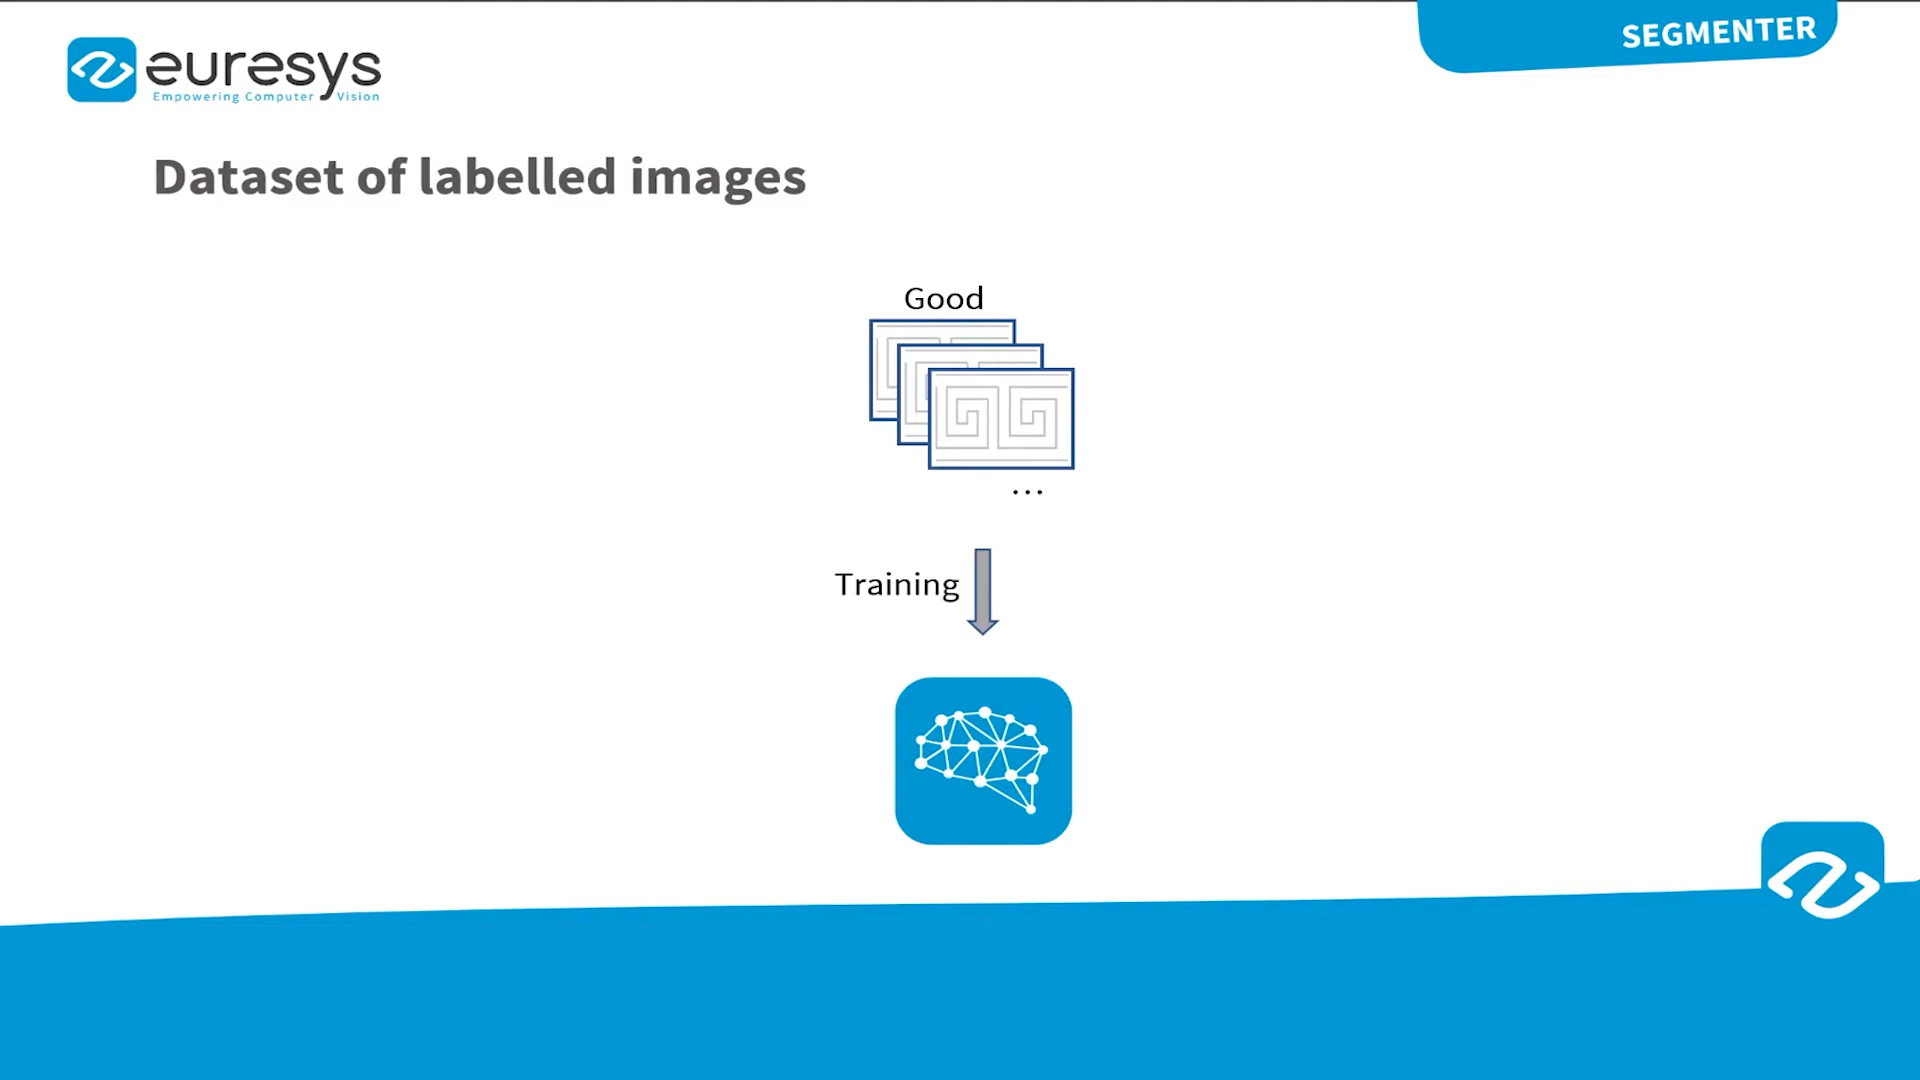 SEGMENTER
euresys
Empowering Computer Vision
Dataset of labelled images
Good
...
Training